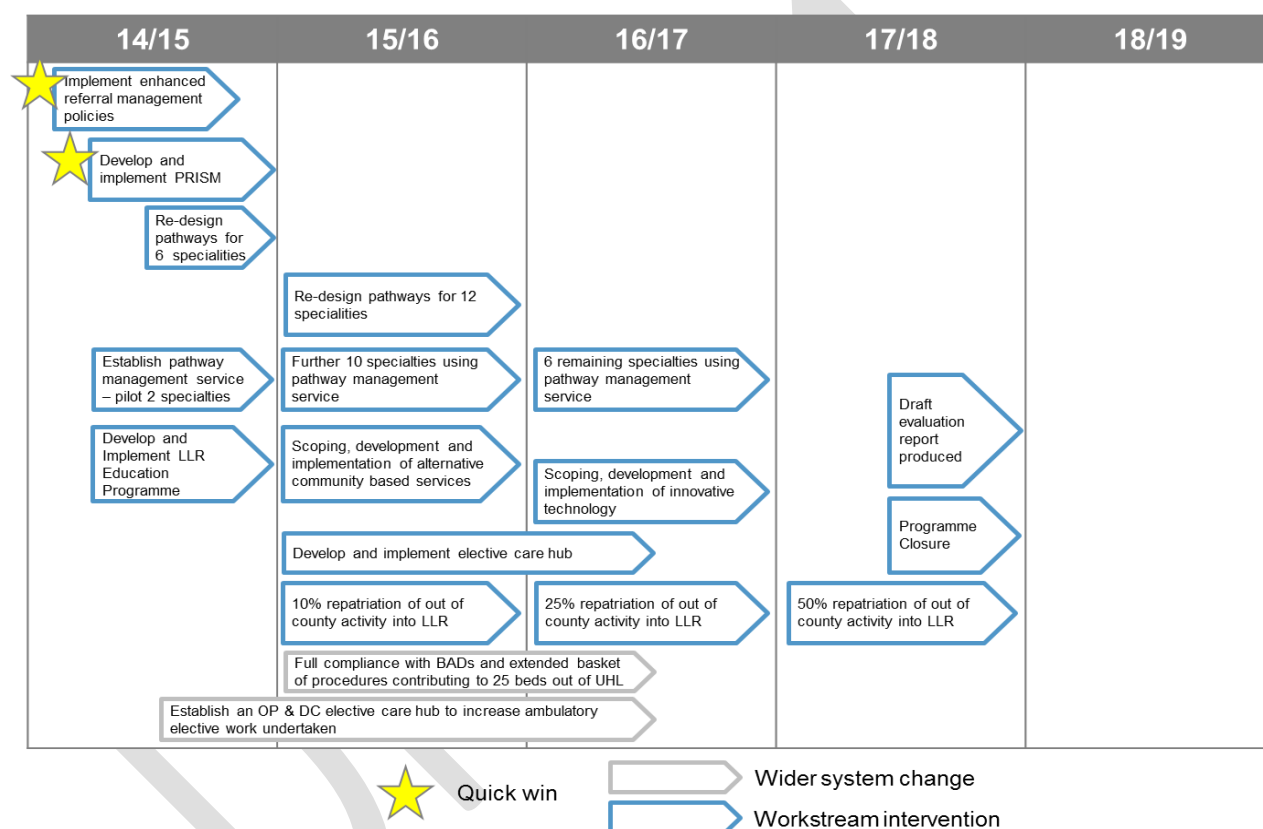 14/15 15/16 16/17 17/18 18/19
Implement enhanced
referral management
policies
Develop and
implement PRISM
Re-design
pathways for
6 specialities
Re-design pathways for 12
specialities
Establish pathway
management service
– pilot 2 specialties
Further 10 specialties using
pathway management
service
6 remaining specialties using
pathway management
service
Draft
evaluation
report
produced
Develop and
Implement LLR
Education
Programme
Scoping, development and
implementation of alternative
community based services
Scoping, development and
implementation of innovative
technology
Programme
Closure
Develop and implement elective care hub
10% repatriation of out of
county activity into LLR
25% repatriation of out of
county activity into LLR
50% repatriation of out of
county activity into LLR
Full compliance with BADs and extended basket
of procedures contributing to 25 beds out of UHL
Establish an OP & DC elective care hub to increase ambulatory
elective work undertaken
Quick win
Wider system change
Workstream intervention